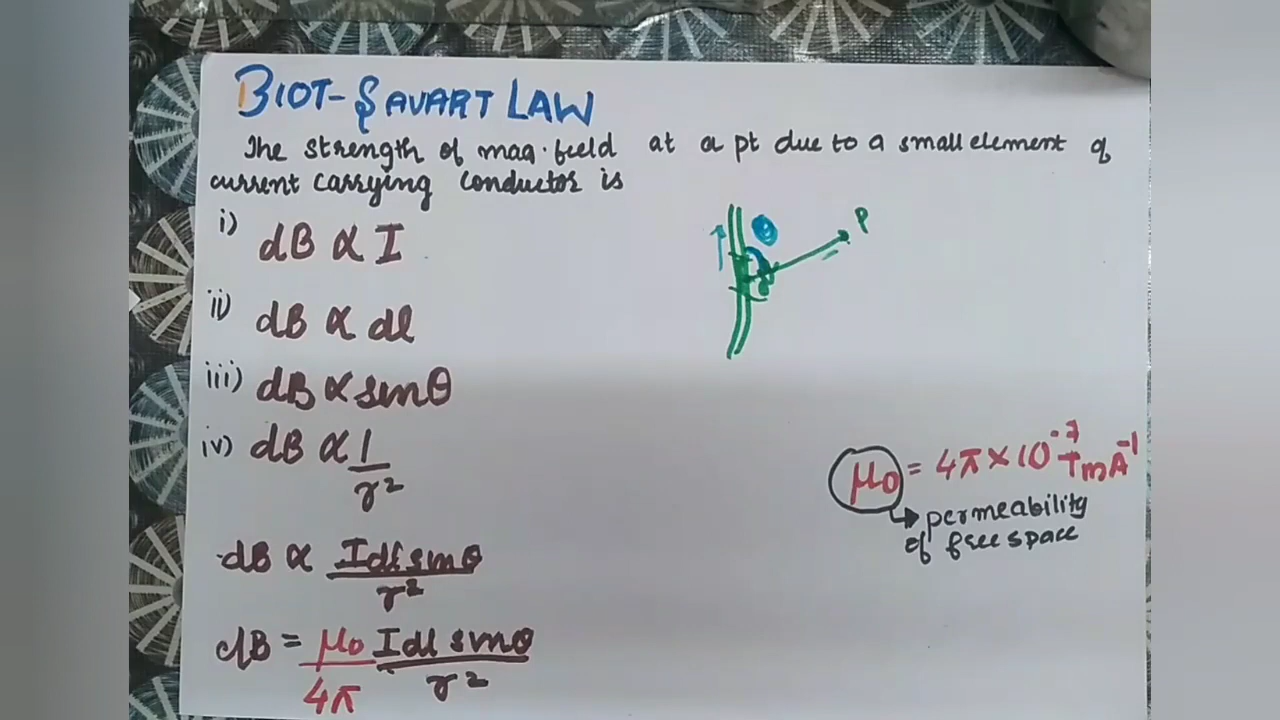 BIOT-SAVART LAW
The strength of mag. field at a pt due to a small element of
current carrying conductor is
i) dB ∝ I
ii) dB ∝ dl
iii) dB ∝ sinθ
iv) dB ∝ 1/r²
dB ∝ Idl sinθ/r²
dB = μ₀/4π Idl sinθ/r²
P
μ₀ = 4π×10⁻⁷ TmA⁻¹
permeability
of free space